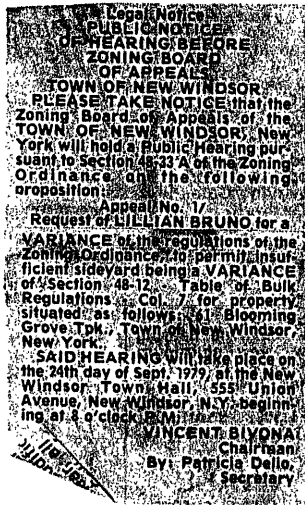 Legal Notice
PUBLIC NOTICE
OF HEARING BEFORE
ZONING BOARD
OF APPEALS
TOWN OF NEW WINDSOR
PLEASE TAKE NOTICE that the
Zoning Board of Appeals of the
TOWN OF NEW WINDSOR, New
York will hold a Public Hearing pur-
suant to Section 48-33 A of the Zoning
Ordinance on the following
proposition:
Appeal No. 1
Request of LILLIAN BRUNO for a
VARIANCE of the regulations of the
Zoning Ordinance, to permit insuf-
ficient sideyard being a VARIANCE
of Section 48-12 Table of Bulk
Regulations Col. 7 for property
situated as follows: 61 Blooming
Grove Tpk., Town of New Windsor,
New York.
SAID HEARING will take place on
the 24th day of Sept., 1979, at the New
Windsor Town Hall, 555 Union
Avenue, New Windsor, N.Y. begin-
ning at 8 o'clock P.M.
VINCENT BIVONA
Chairman
By: Patricia Delio,
Secretary